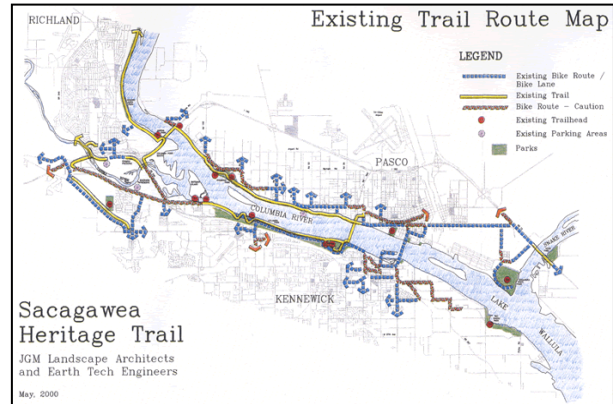 Existing Trail Route Map
RICHLAND
LEGEND
Existing Bike Route /
Bike Lane
Existing Trail
Bike Route - Caution
Existing Trailhead
Existing Parking Areas
Parks
PASCO
COLUMBIA RIVER
SNAKE RIVER
KENNEWICK
LAKE
WALLULA
Sacagawea
Heritage Trail
JGM Landscape Architects
and Earth Tech Engineers
May, 2000